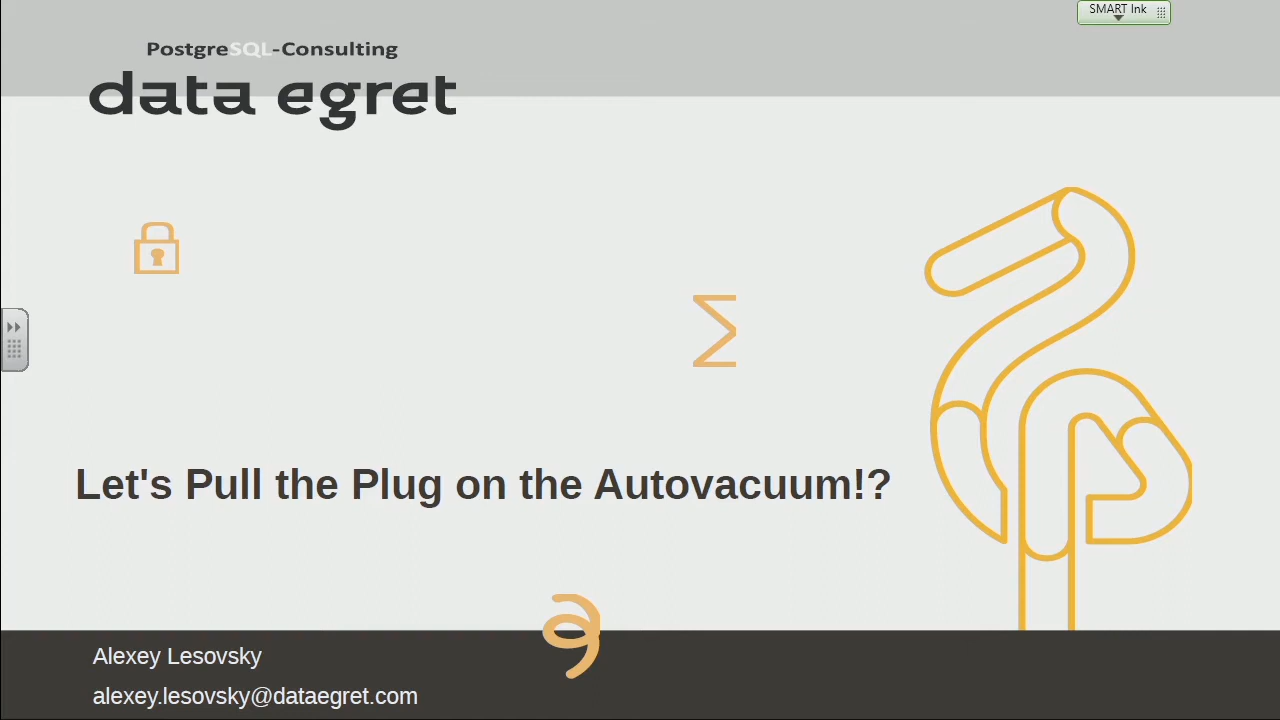 SMART Ink
PostgreSQL-Consulting
data egret
Σ
Let's Pull the Plug on the Autovacuum!?
Alexey Lesovsky
alexey.lesovsky@dataegret.com